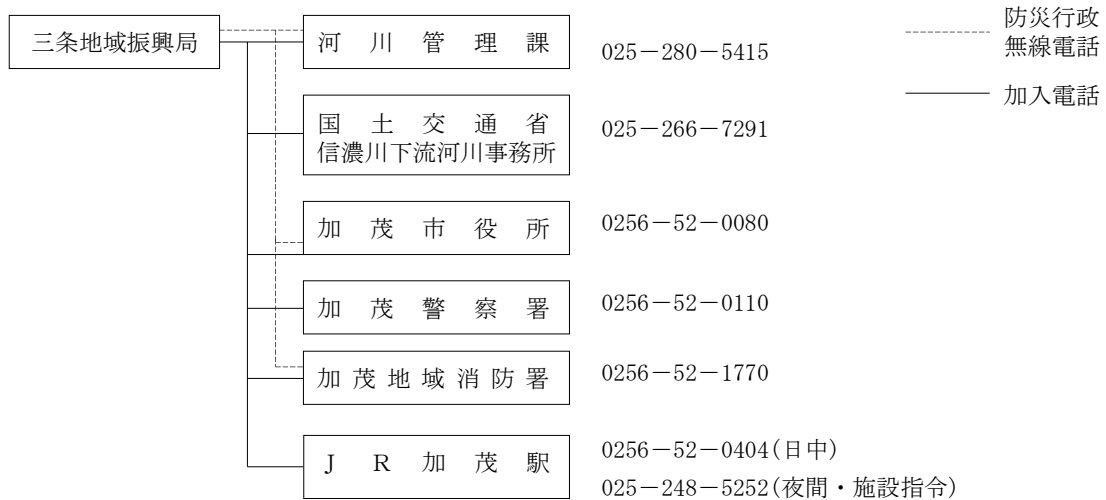 三条地域振興局
河川管理課
025－280－5415
防災行政
無線電話
加入電話
国土交通省
信濃川下流河川事務所
025－266－7291
加茂市役所
0256－52－0080
加茂警察署
0256－52－0110
加茂地域消防署
0256－52－1770
JR加茂駅
0256－52－0404(日中)
025－248－5252(夜間・施設指令)